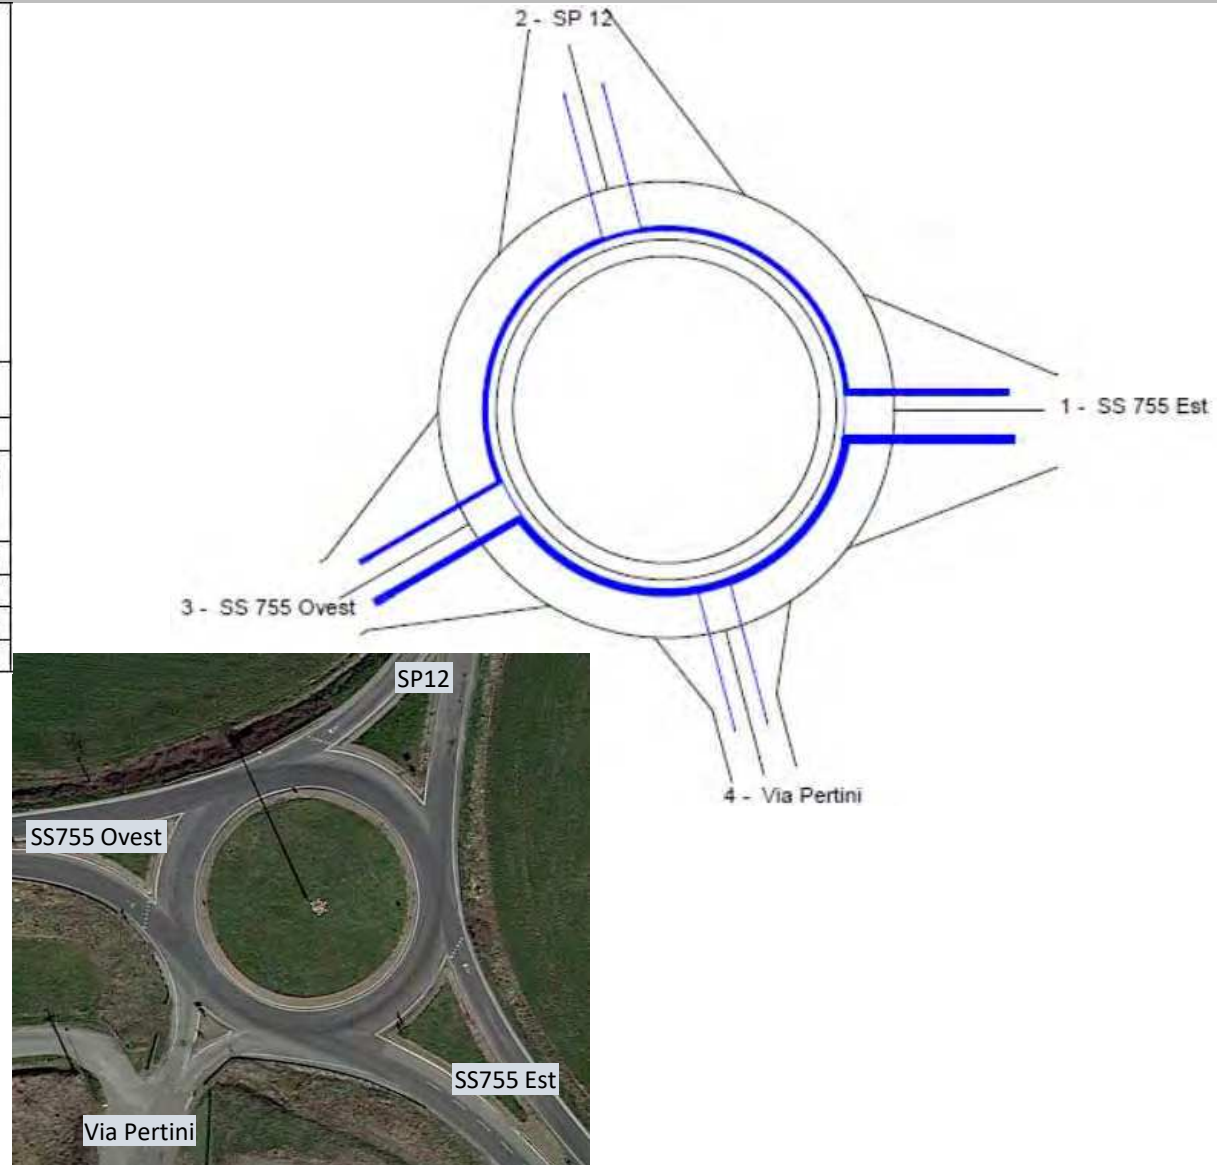 2 - SP 12
1 - SS 755 Est
3 - SS 755 Ovest
4 - Via Pertini
SP12
SS755 Ovest
SS755 Est
Via Pertini